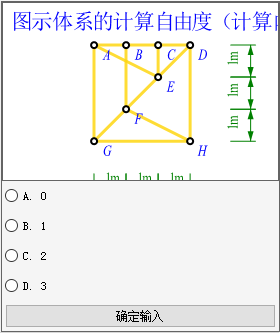 图示体系的计算自由度（计算
A B C D
1m
E
1m
F
1m
G H
1m 1m 1m
A. 0
B. 1
C. 2
D. 3
确定输入